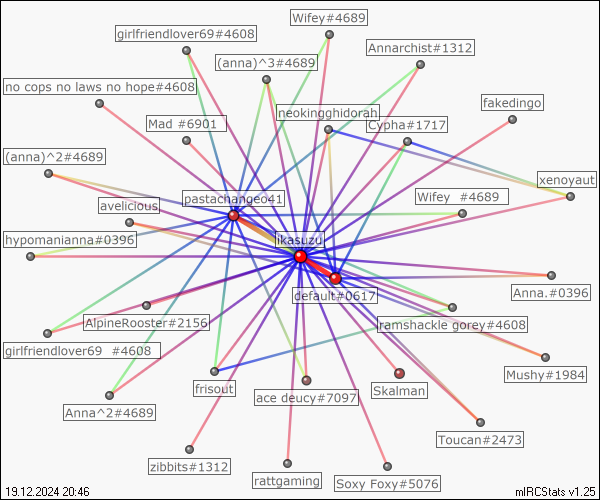 Wifey#4689
girlfriendlover69#4608
Annarchist#1312
(anna)^3#4689
no cops no laws no hope#4608
fakedingo
neokingghidorah
Mad #6901
Cypha#1717
(anna)^2#4689
xenoyaut
pastachangeo41
Wifey  #4689
avelicious
hypomanianna#0396
ikasuzu
Anna.#0396
default#0617
AlpineRooster#2156
ramshackle gorey#4608
girlfriendlover69  #4608
Mushy#1984
frisout
Skalman
ace deucy#7097
Anna^2#4689
Toucan#2473
zibbits#1312
rattgaming
Soxy Foxy#5076
19.12.2024 20:46
mIRCStats v1.25